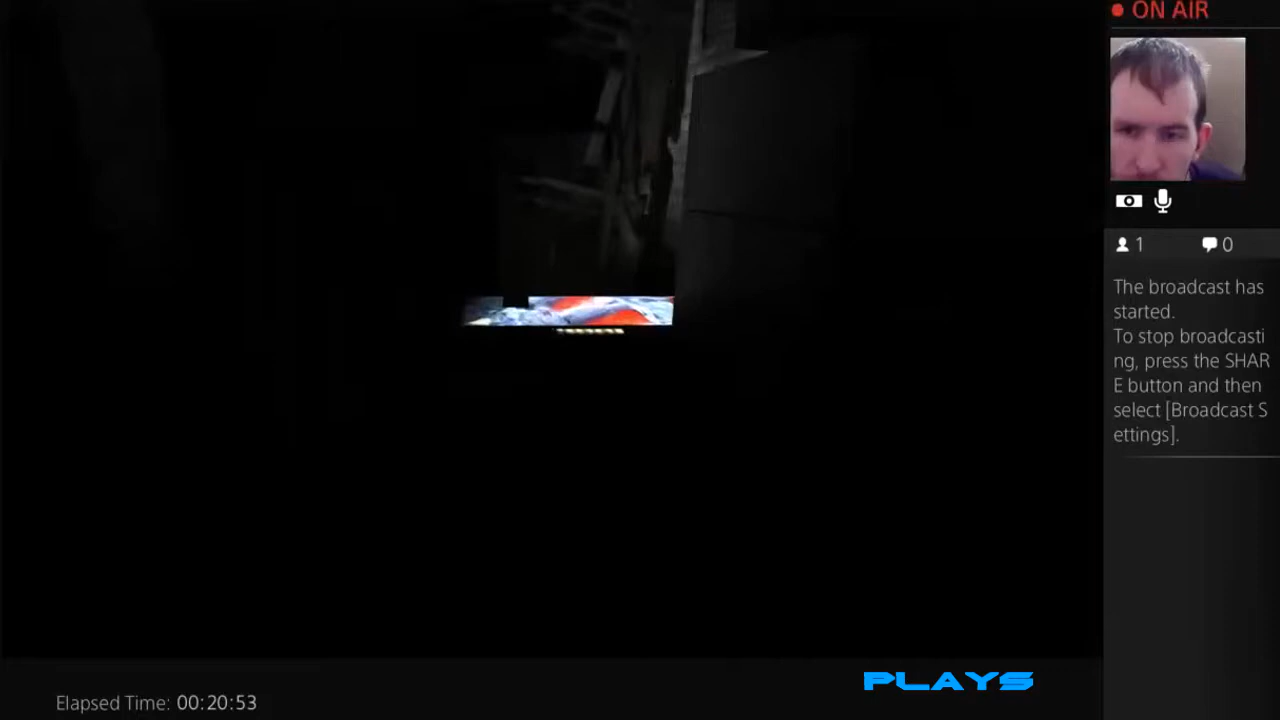 ON AIR
1 0
The broadcast has
started.
To stop broadcasti
ng, press the SHAR
E button and then
select [Broadcast S
ettings].
PLAYS
Elapsed Time: 00:20:53